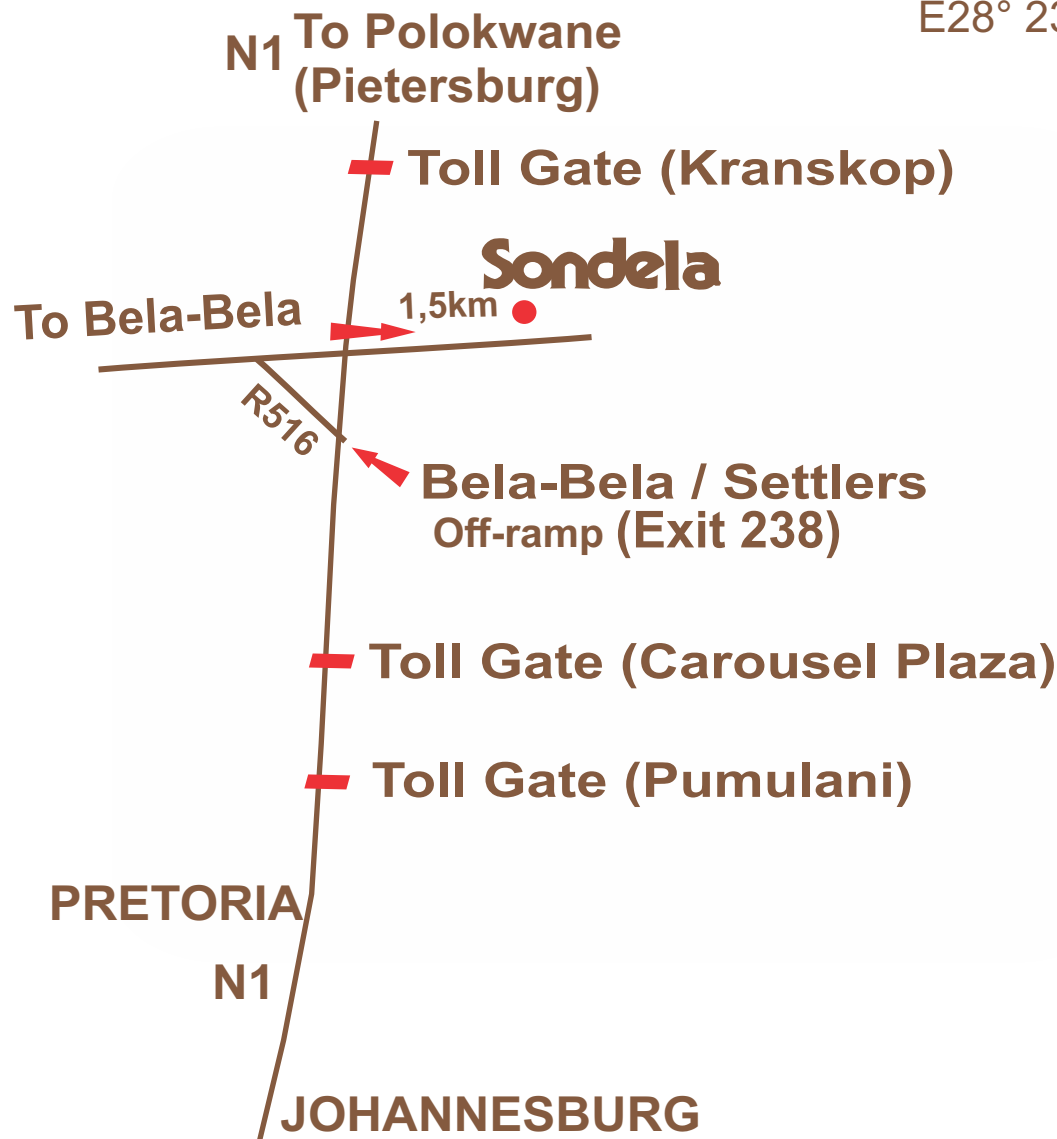 E28° 23
N1 To Polokwane
(Pietersburg)
Toll Gate (Kranskop)
Sondela
To Bela-Bela
1,5km
R516
Bela-Bela / Settlers
Off-ramp (Exit 238)
Toll Gate (Carousel Plaza)
Toll Gate (Pumulani)
PRETORIA
N1
JOHANNESBURG